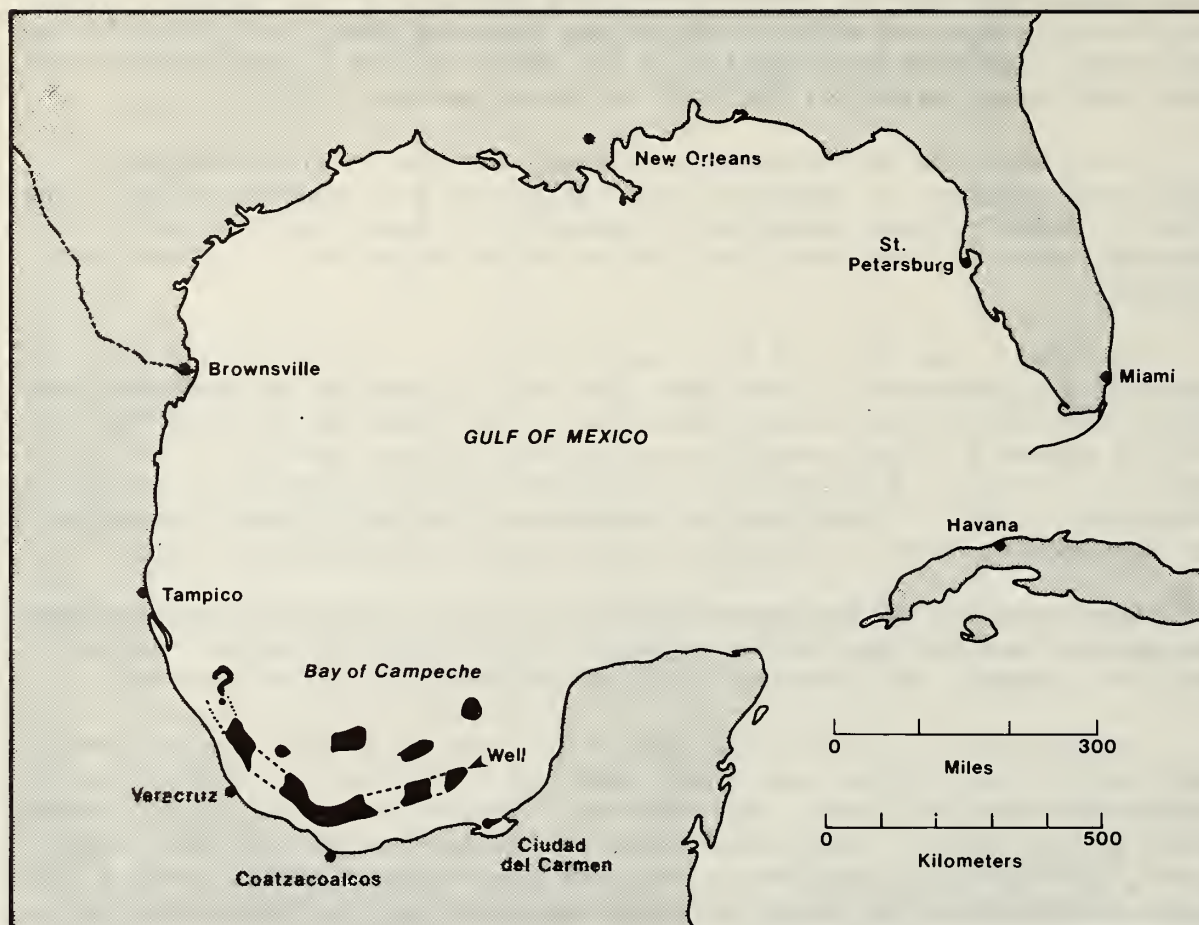 New Orleans
St.
Petersburg
Brownsville
Miami
GULF OF MEXICO
Havana
Tampico
?
Bay of Campeche
0 300
Miles
Well
Veracruz
0 500
Kilometers
Ciudad
del Carmen
Coatzacoalcos